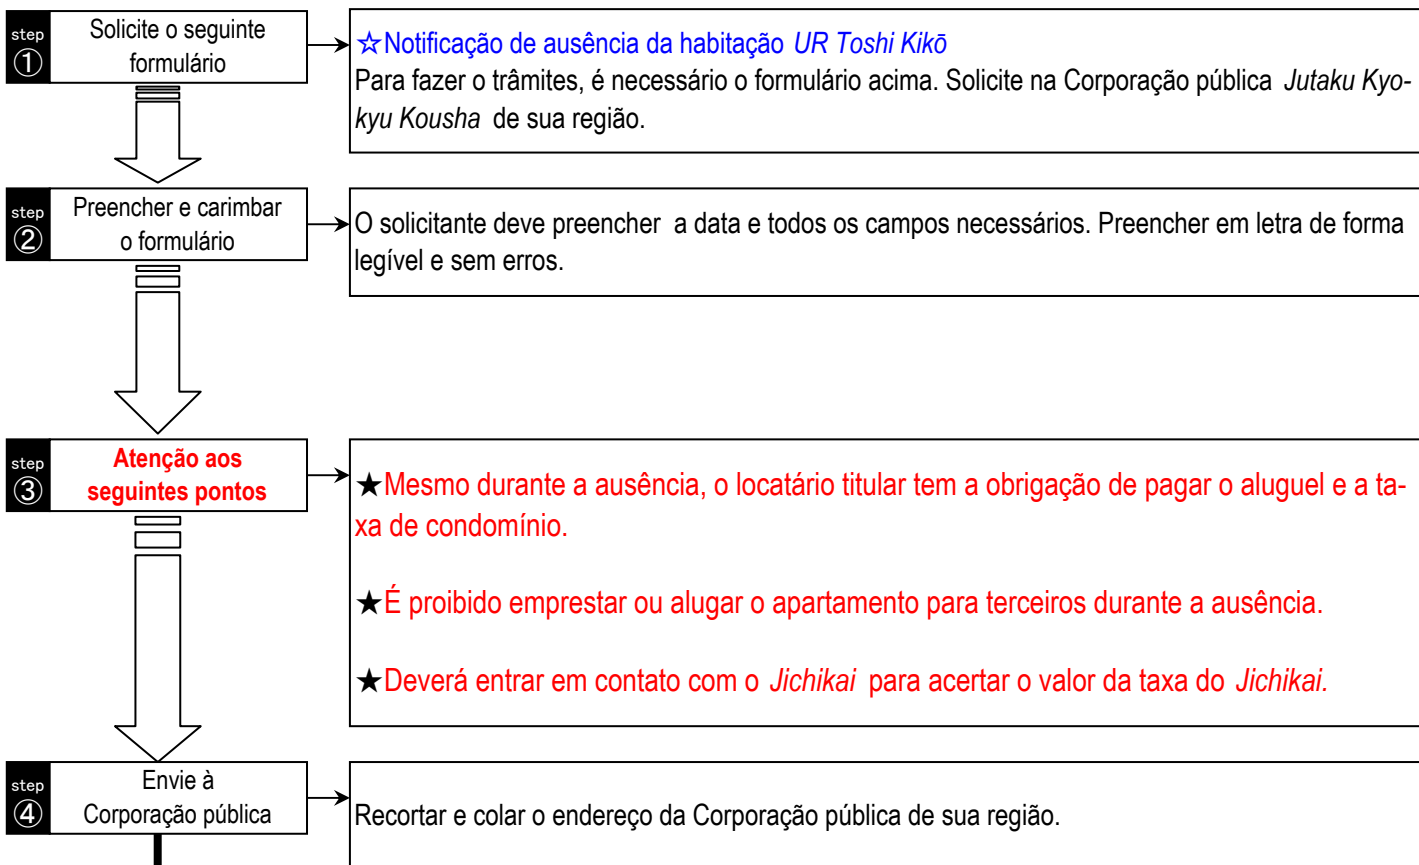 step
①
Solicite o seguinte
formulário
☆Notificação de ausência da habitação UR Toshi Kikō
Para fazer o trâmites, é necessário o formulário acima. Solicite na Corporação pública Jutaku Kyo-
kyu Kousha de sua região.
step
②
Preencher e carimbar
o formulário
O solicitante deve preencher a data e todos os campos necessários. Preencher em letra de forma
legível e sem erros.
step
③
Atenção aos
seguintes pontos
★Mesmo durante a ausência, o locatário titular tem a obrigação de pagar o aluguel e a ta-
xa de condomínio.
★É proibido emprestar ou alugar o apartamento para terceiros durante a ausência.
★Deverá entrar em contato com o Jichikai para acertar o valor da taxa do Jichikai.
step
④
Envie à
Corporação pública
Recortar e colar o endereço da Corporação pública de sua região.